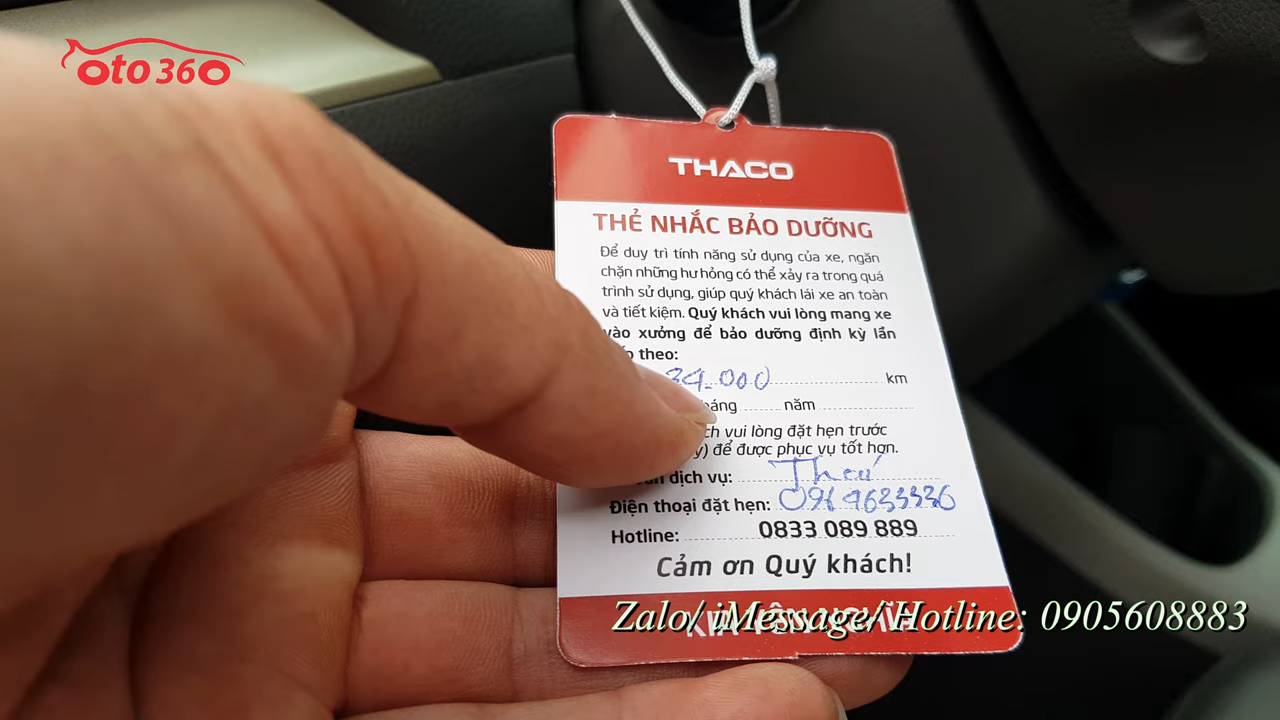 oto 360
THACO
THẺ NHẮC BẢO DƯỠNG
Để duy trì tính năng sử dụng của xe, ngăn
chặn những hư hỏng có thể xảy ra trong quá
trình sử dụng, giúp quý khách lái xe an toàn
và tiết kiệm. Quý khách vui lòng mang xe
vào xưởng để bảo dưỡng định kỳ lần
theo:
34.000 km
năm
vui lòng đặt hẹn trước
để được phục vụ tốt hơn.
dịch vụ:
Điện thoại đặt hẹn:
Hotline: 0833 089 889
Cảm ơn Quý khách!
Zalo/ iMessage/ Hotline: 0905608883